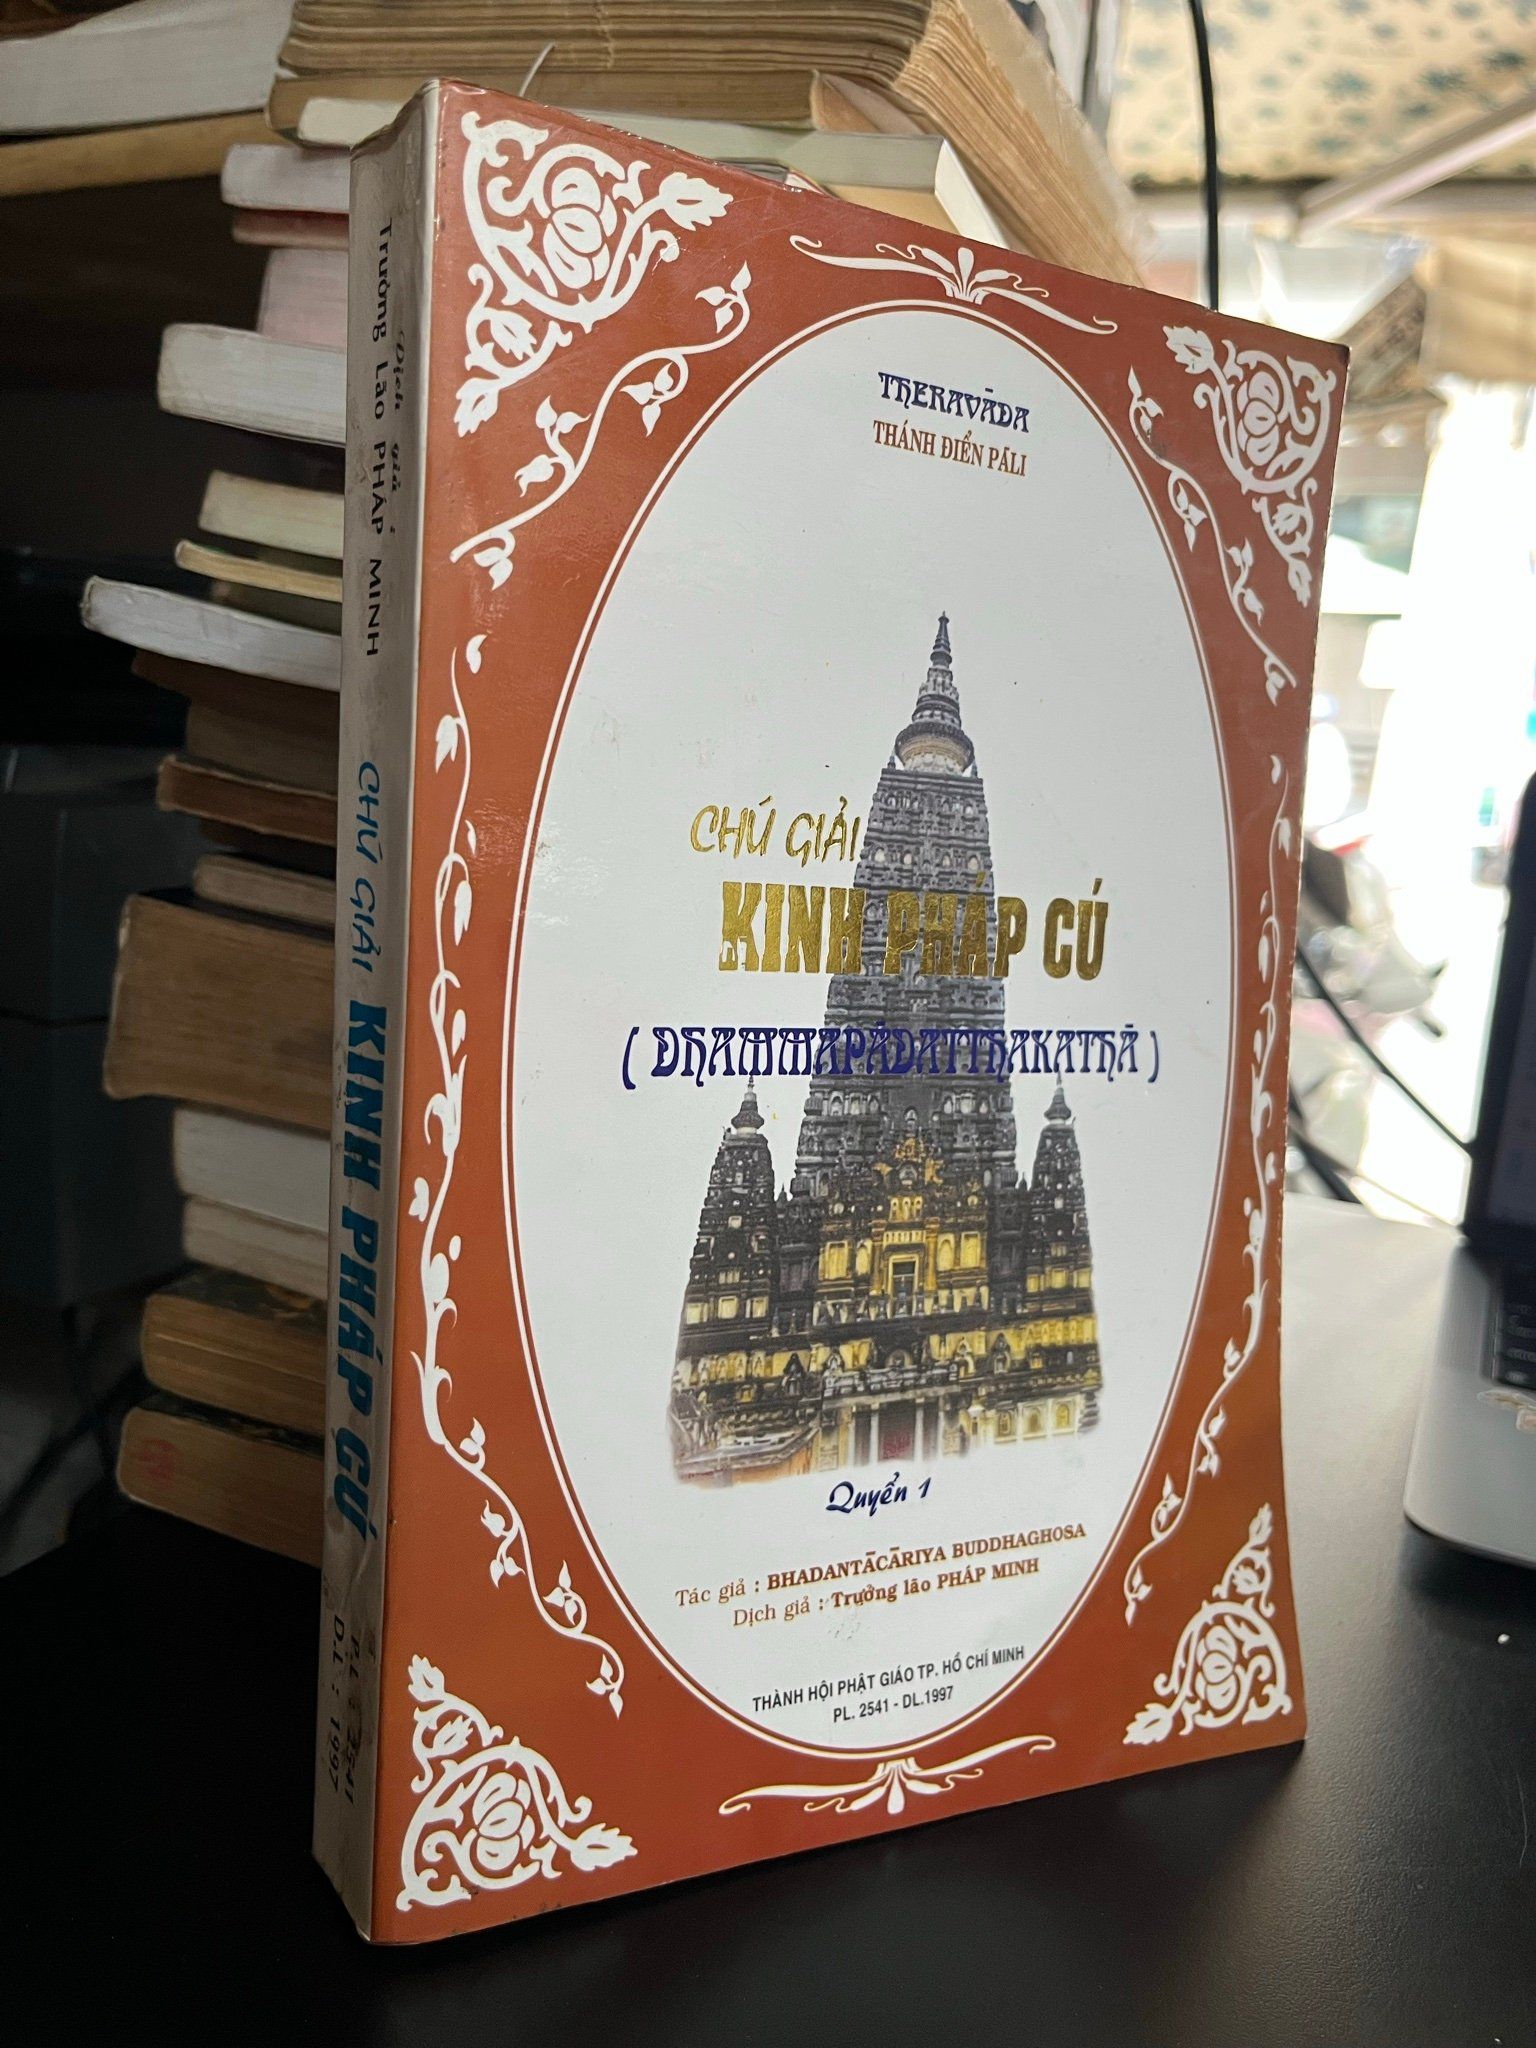 THERAVĀDA
THÁNH ĐIỂN PĀLI
CHÚ GIẢI
KINH PHÁP CÚ
( DHAMMAPĀDATTHAKATHĀ )
Quyển 1
Tác giả : BHADANTĀCĀRIYA BUDDHAGHOSA
Dịch giả : Trưởng lão PHÁP MINH
THÀNH HỘI PHẬT GIÁO TP. HỒ CHÍ MINH
PL. 2541 - DL.1997
Dịch giả
Trưởng Lão PHÁP MINH
CHÚ GIẢI KINH PHÁP CÚ
P.L : 2541
D.L : 1997